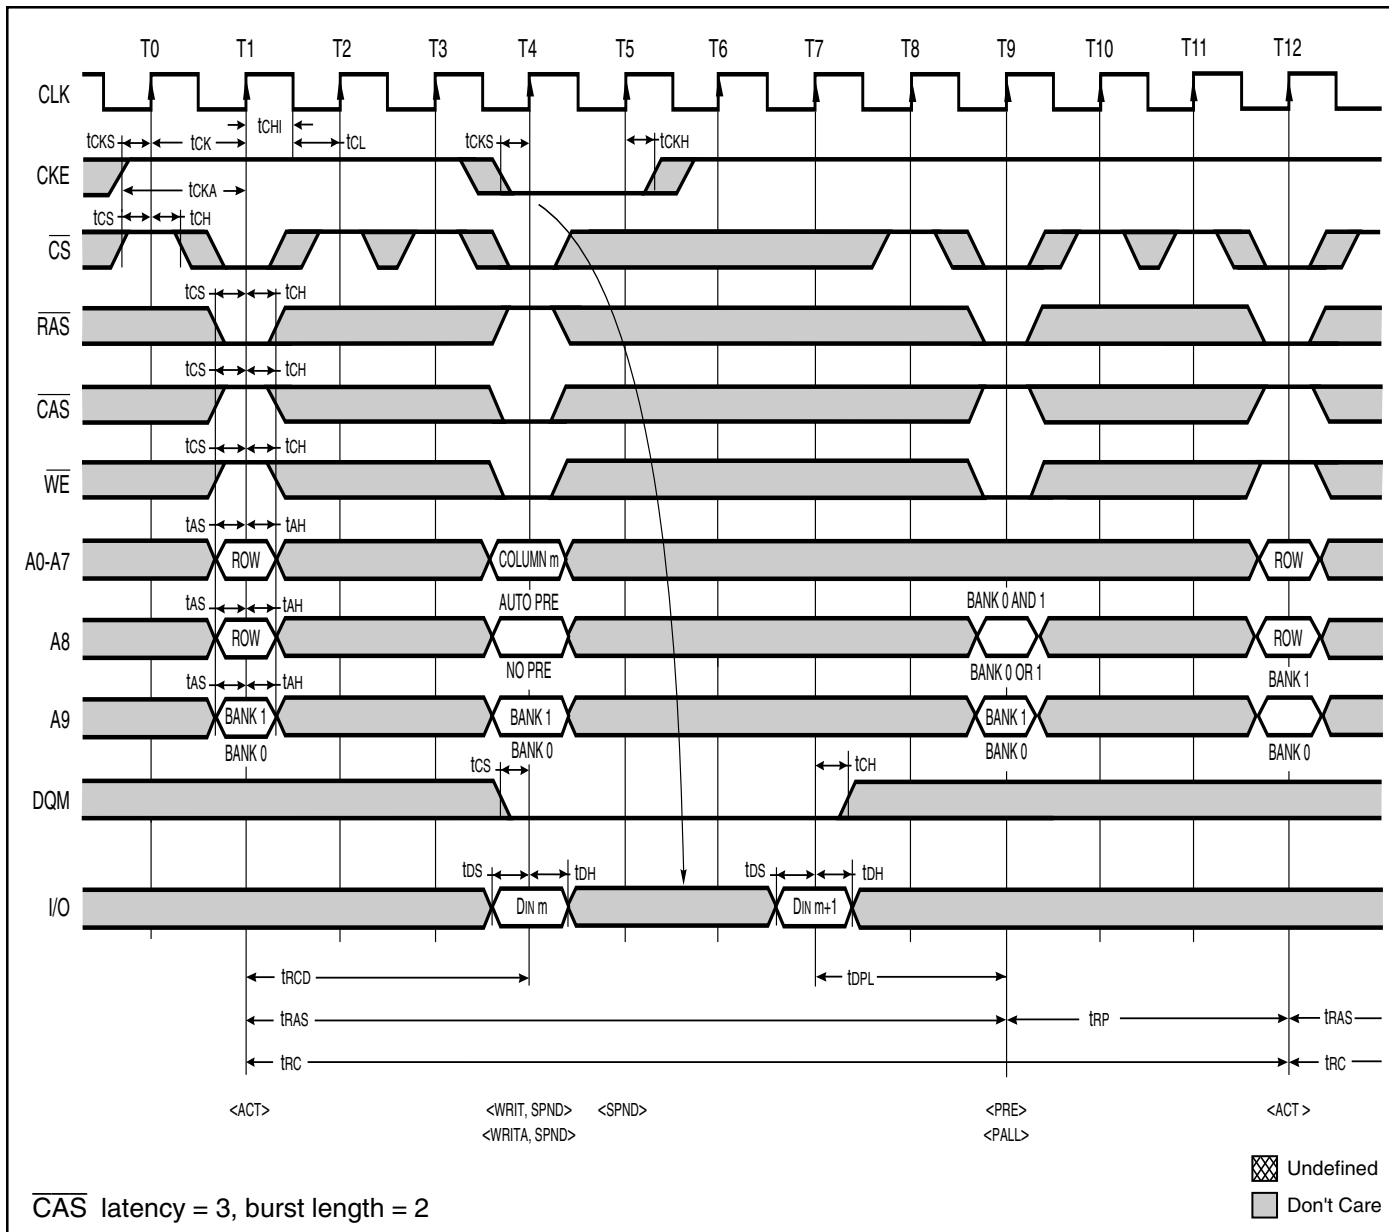 T0 T1 T2 T3 T4 T5 T6 T7 T8 T9 T10 T11 T12
CLK
tCHI
tCKS tCK tCL tCKS tCKH
CKE
tCKA
tCS tCH
CS
tCS tCH
RAS
tCS tCH
CAS
tCS tCH
WE
tAS tAH
A0-A7 ROW COLUMN m ROW
tAS tAH AUTO PRE BANK 0 AND 1
A8 ROW ROW
NO PRE BANK 0 OR 1 BANK 1
tAS tAH
A9 BANK 1 BANK 1 BANK 1
BANK 0 BANK 0 BANK 0 BANK 0
tCS tCH
DQM
tDS tDH tDS tDH
I/O DIN m DIN m+1
tRCD tDPL
tRAS tRP tRAS
tRC tRC
<ACT> <WRIT, SPND> <SPND> <PRE> <ACT >
<WRITA, SPND> <PALL>
Undefined
CAS latency = 3, burst length = 2 Don't Care